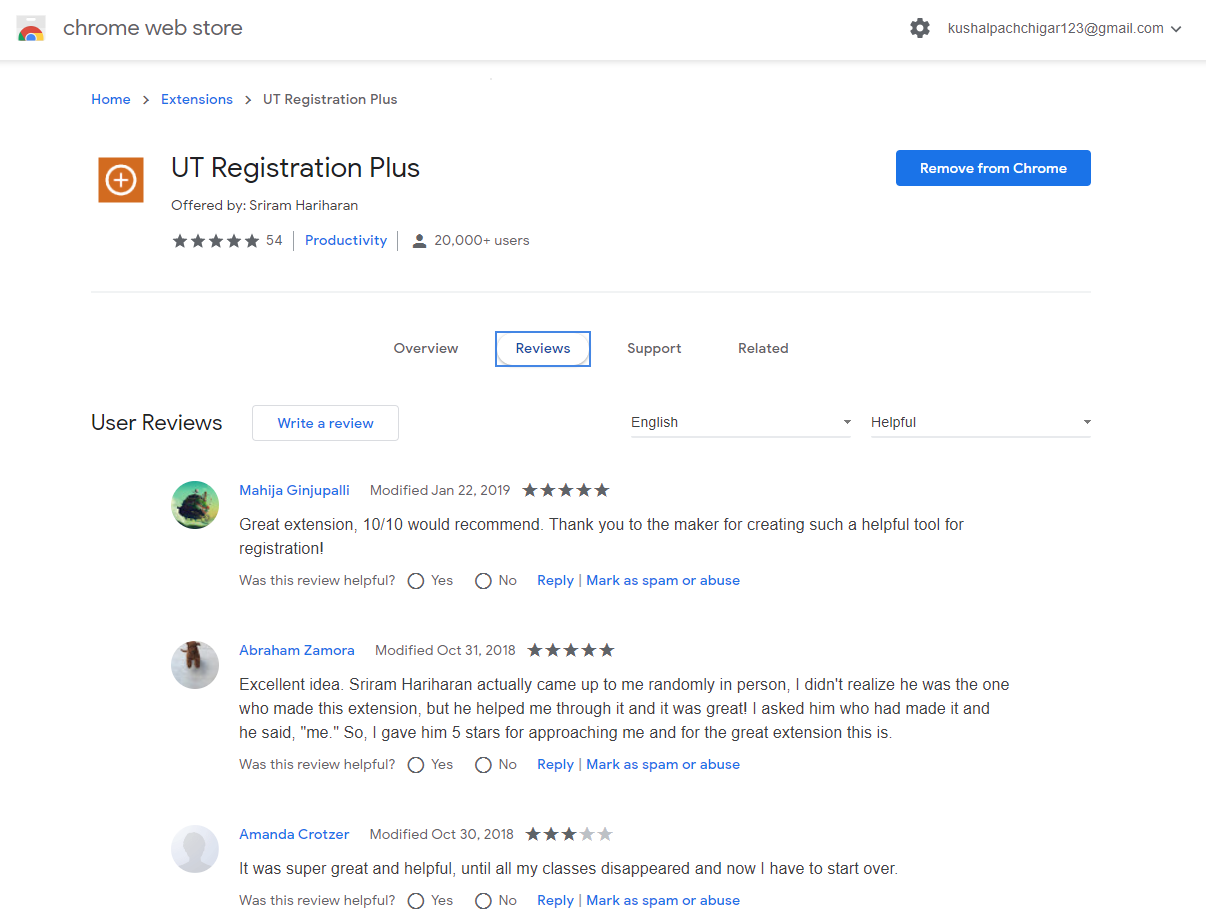 chrome web store
kushalpachchigar123@gmail.com
Home > Extensions > UT Registration Plus
UT Registration Plus
Remove from Chrome
Offered by: Sriram Hariharan
54 | Productivity | 20,000+ users
Overview Reviews Support Related
User Reviews Write a review English Helpful
Mahija Ginjupalli Modified Jan 22, 2019
Great extension, 10/10 would recommend. Thank you to the maker for creating such a helpful tool for
registration!
Was this review helpful? Yes No Reply | Mark as spam or abuse
Abraham Zamora Modified Oct 31, 2018
Excellent idea. Sriram Hariharan actually came up to me randomly in person, I didn't realize he was the one
who made this extension, but he helped me through it and it was great! I asked him who had made it and
he said, "me." So, I gave him 5 stars for approaching me and for the great extension this is.
Was this review helpful? Yes No Reply | Mark as spam or abuse
Amanda Crotzer Modified Oct 30, 2018
It was super great and helpful, until all my classes disappeared and now I have to start over.
Was this review helpful? Yes No Reply | Mark as spam or abuse